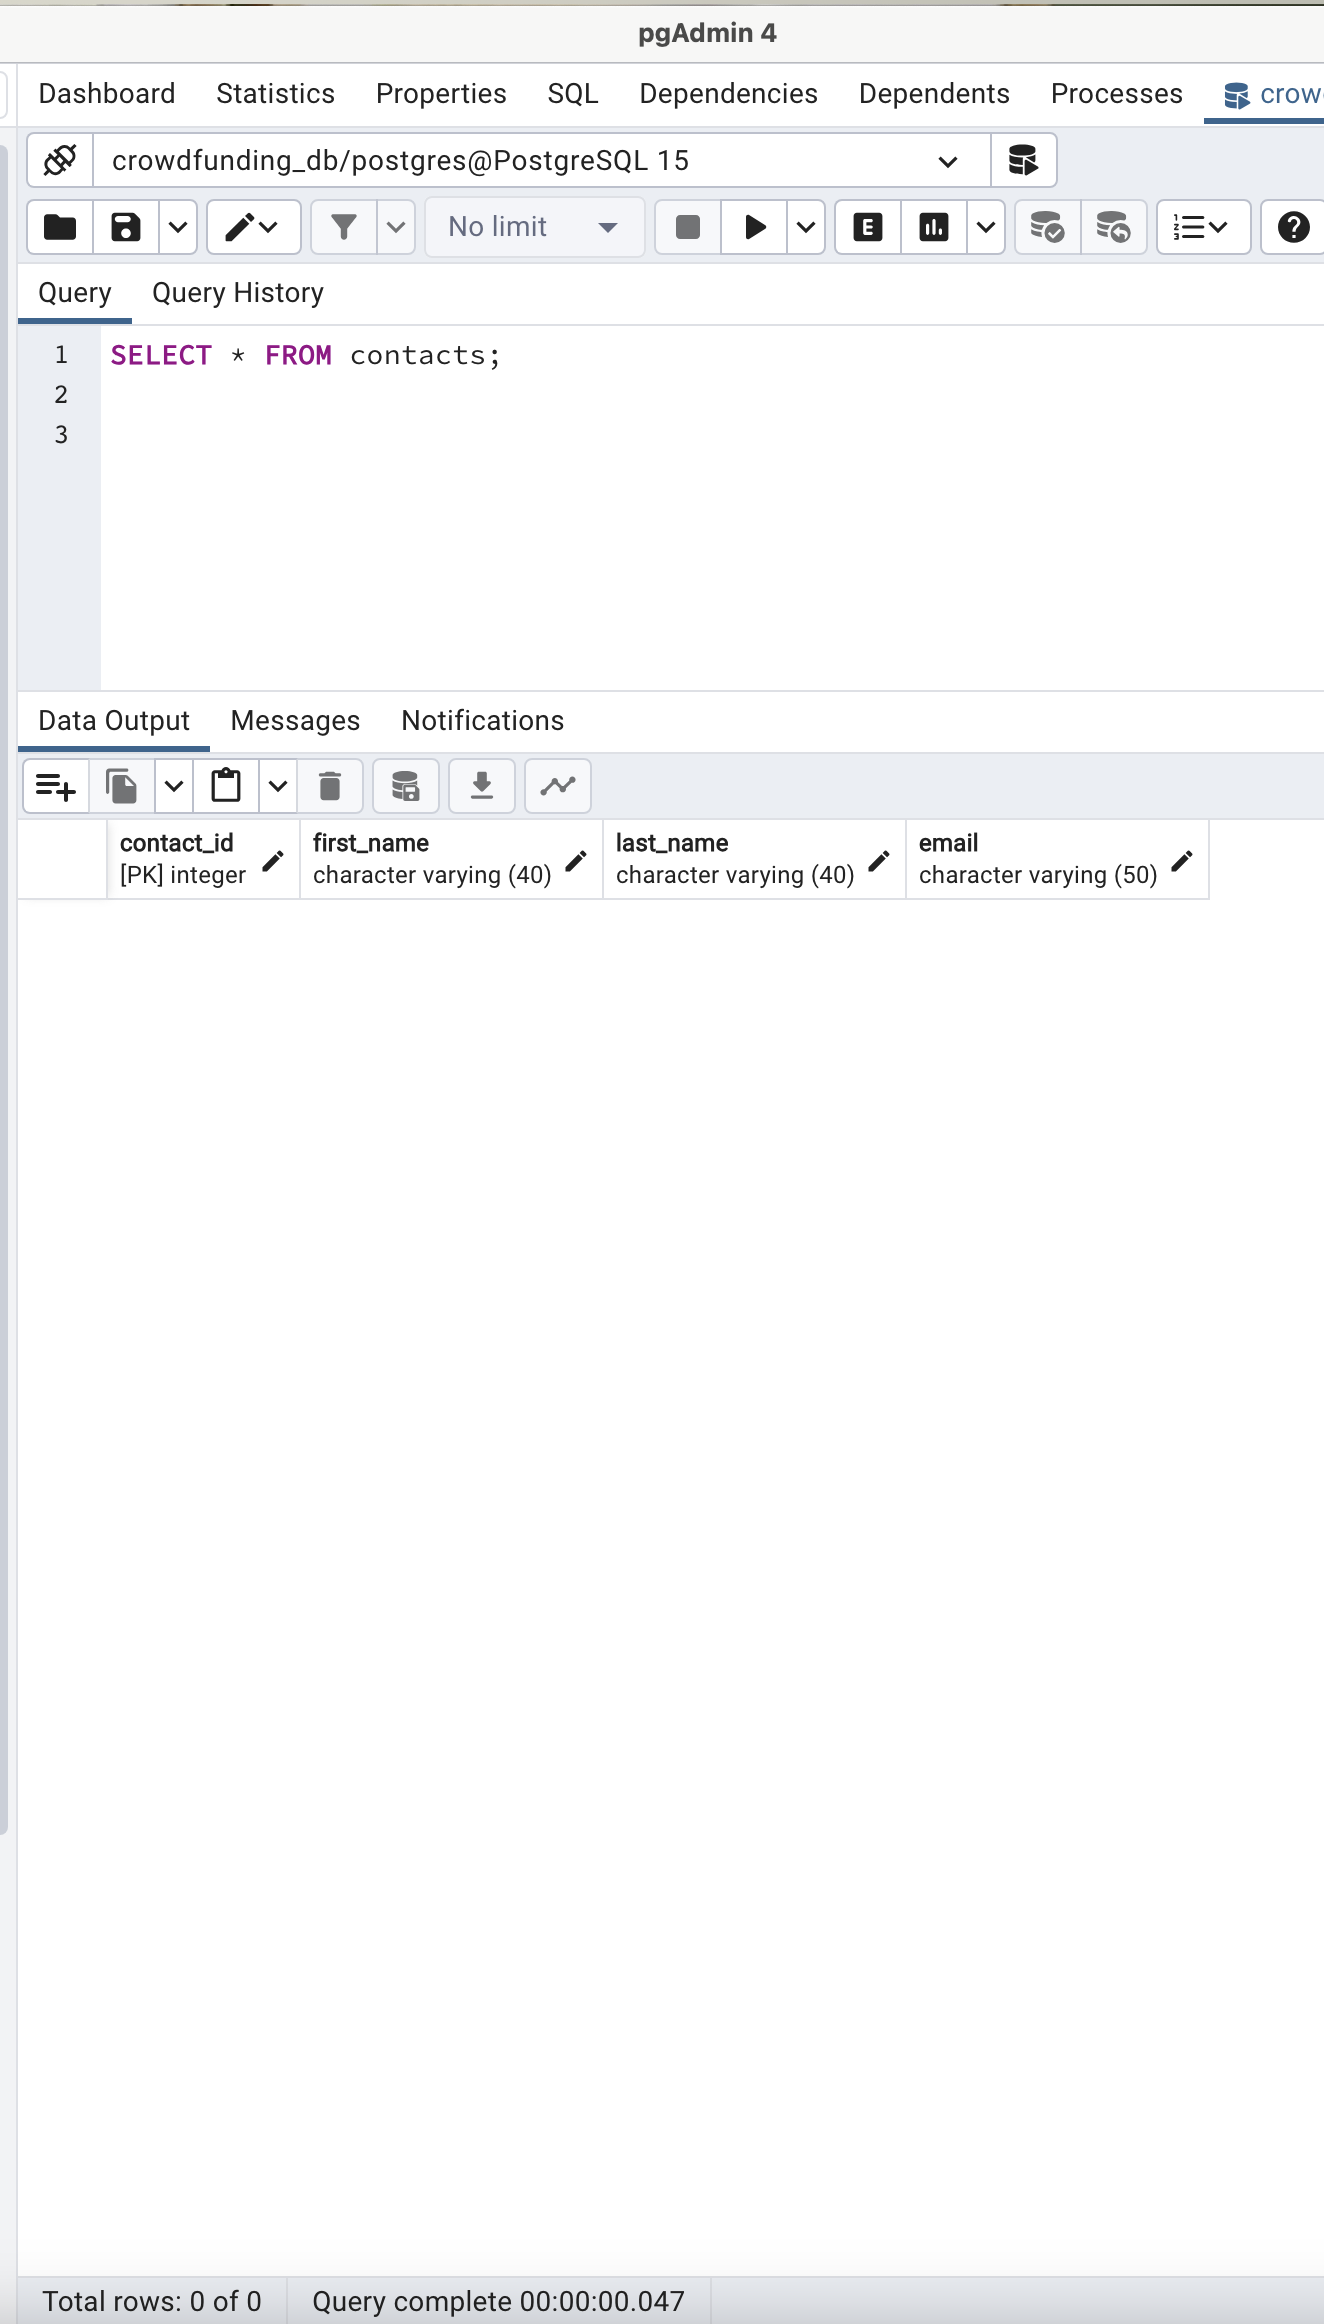 pgAdmin 4
Dashboard Statistics Properties SQL Dependencies Dependents Processes crow
crowdfunding_db/postgres@PostgreSQL 15
No limit E
Query Query History
1 SELECT * FROM contacts;
2
3
Data Output Messages Notifications
contact_id first_name last_name email
[PK] integer character varying (40) character varying (40) character varying (50)
Total rows: 0 of 0 Query complete 00:00:00.047